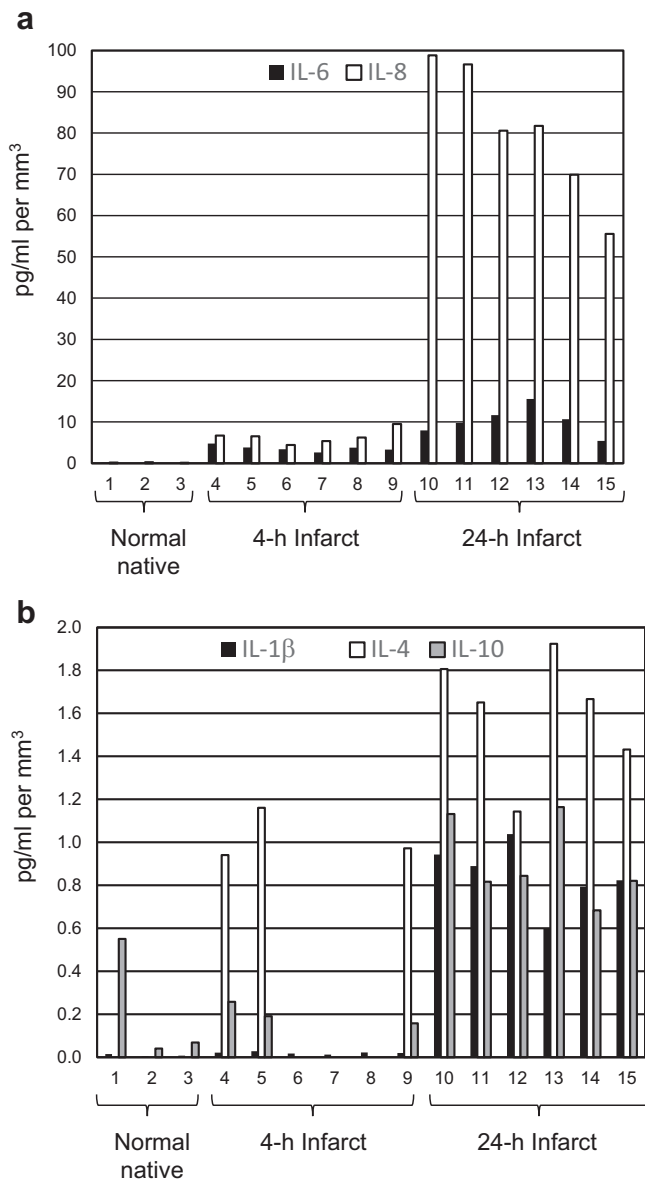 a
100
90
80
70
60
50
40
30
20
10
0
pg/ml per mm³
IL-6 IL-8
1 2 3 4 5 6 7 8 9 10 11 12 13 14 15
Normal native
4-h Infarct
24-h Infarct
b
2.0
1.8
1.6
1.4
1.2
1.0
0.8
0.6
0.4
0.2
0.0
pg/ml per mm³
IL-1β IL-4 IL-10
1 2 3 4 5 6 7 8 9 10 11 12 13 14 15
Normal
native
4-h Infarct
24-h Infarct